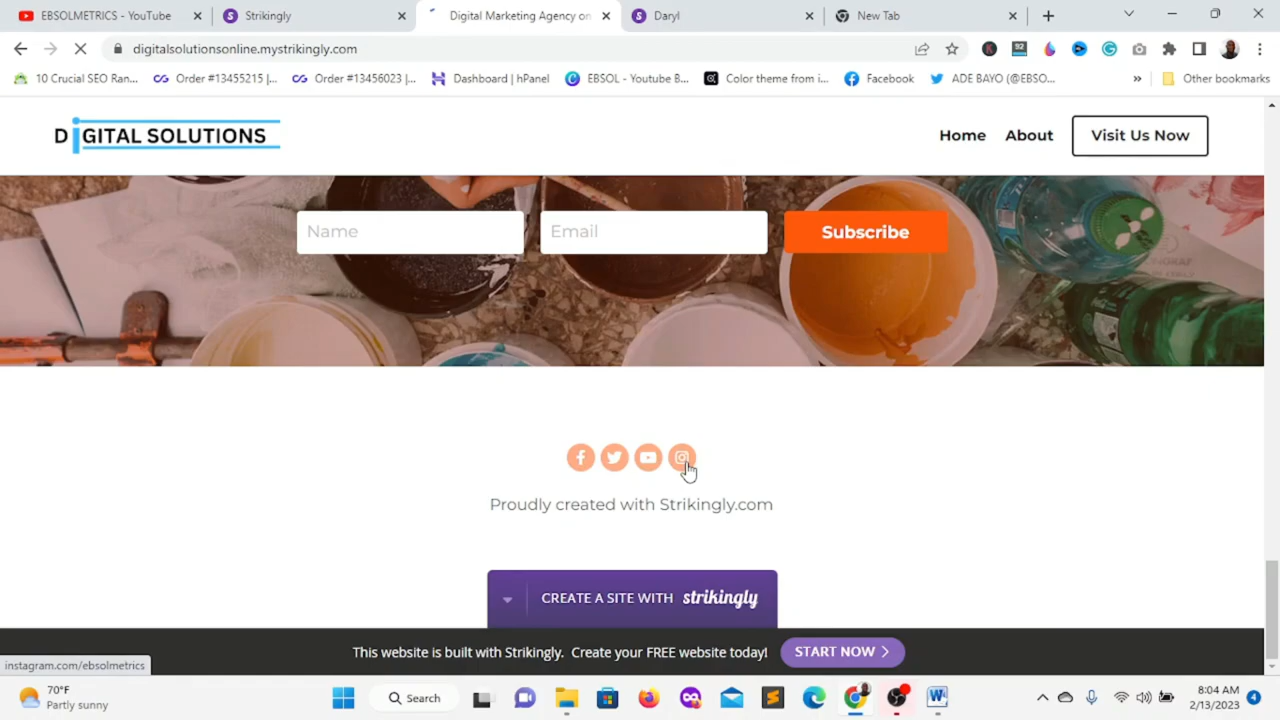 EBSOLMETRICS - YouTube
Strikingly
Digital Marketing Agency on
Daryl
New Tab
digitalsolutionsonline.mystrikingly.com
92
10 Crucial SEO Ran...
Order #13455215 |...
Order #13456023 |...
Dashboard | hPanel
EBSOL - Youtube B...
Color theme from i...
Facebook
ADE BAYO (@EBSO...
»
Other bookmarks
DiGITAL SOLUTIONS
Home
About
Visit Us Now
Name
Email
Subscribe
Proudly created with Strikingly.com
CREATE A SITE WITH strikingly
This website is built with Strikingly. Create your FREE website today!
START NOW >
instagram.com/ebsolmetrics
70°F
Partly sunny
Search
8:04 AM
2/13/2023
4